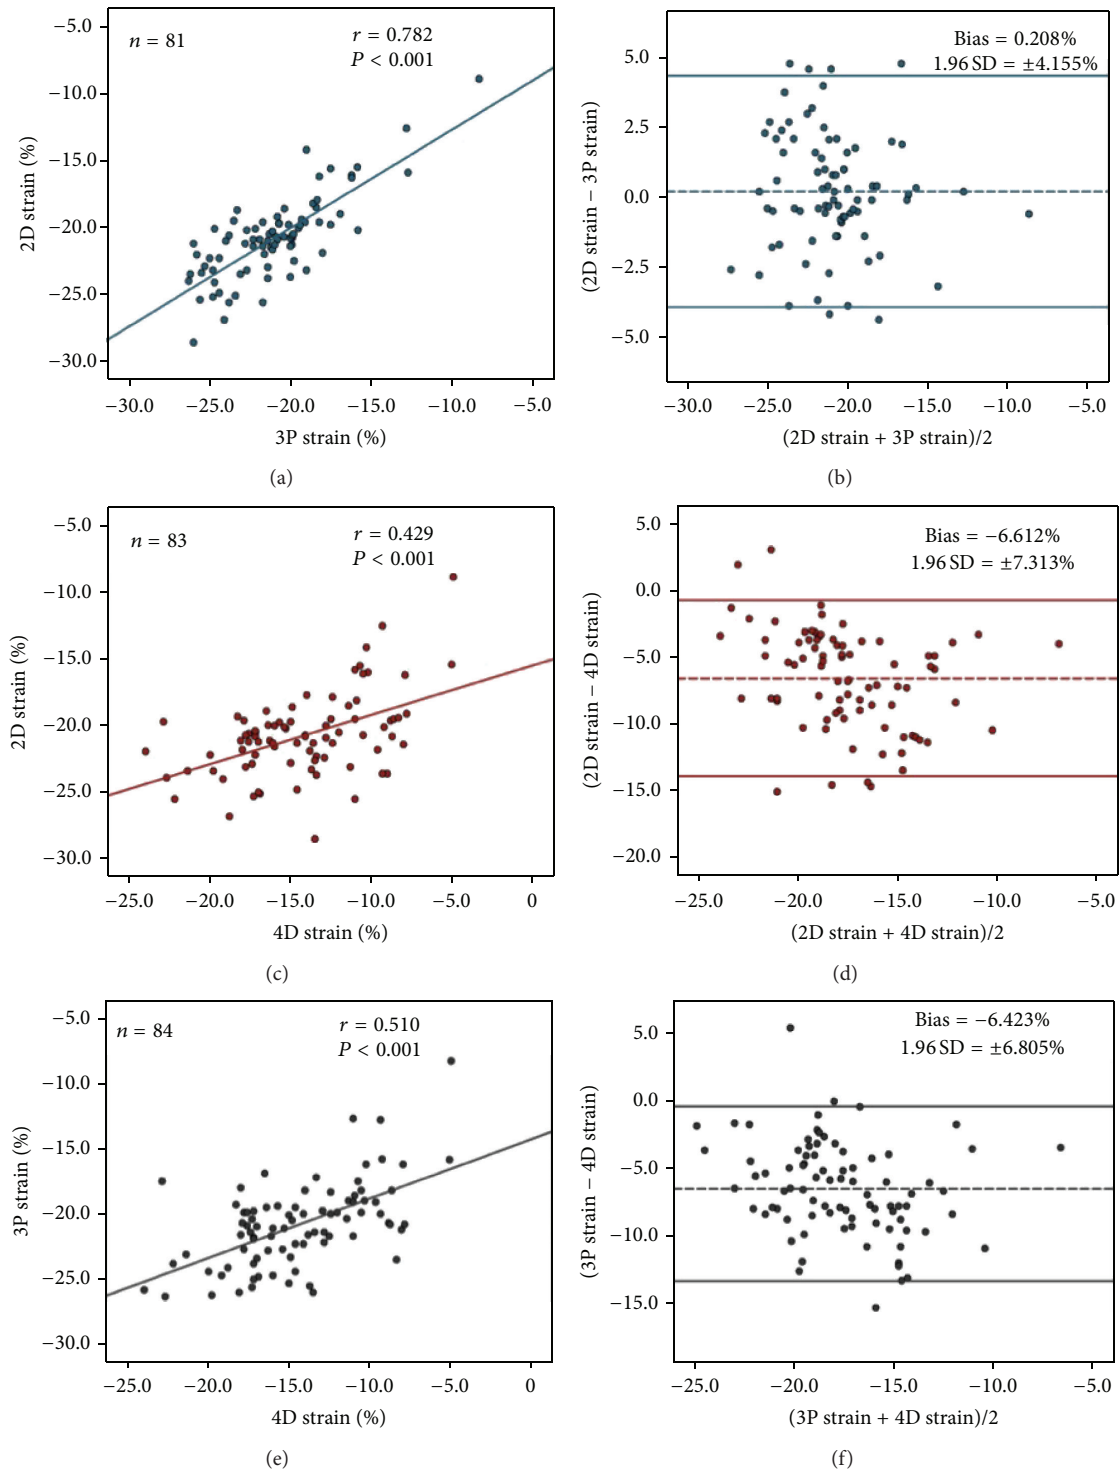 −5.0
−10.0
−15.0
−20.0
−25.0
−30.0
2D strain (%)
n = 81
r = 0.782
P < 0.001
−30.0 −25.0 −20.0 −15.0 −10.0 −5.0
3P strain (%)
(a)
5.0
2.5
0.0
−2.5
−5.0
(2D strain − 3P strain)
Bias = 0.208%
1.96 SD = ±4.155%
−30.0 −25.0 −20.0 −15.0 −10.0 −5.0
(2D strain + 3P strain)/2
(b)
−5.0
−10.0
−15.0
−20.0
−25.0
−30.0
2D strain (%)
n = 83
r = 0.429
P < 0.001
−25.0 −20.0 −15.0 −10.0 −5.0 0
4D strain (%)
(c)
5.0
0.0
−5.0
−10.0
−15.0
−20.0
(2D strain − 4D strain)
Bias = −6.612%
1.96 SD = ±7.313%
−25.0 −20.0 −15.0 −10.0 −5.0
(2D strain + 4D strain)/2
(d)
−5.0
−10.0
−15.0
−20.0
−25.0
−30.0
3P strain (%)
n = 84
r = 0.510
P < 0.001
−25.0 −20.0 −15.0 −10.0 −5.0 0
4D strain (%)
(e)
5.0
0.0
−5.0
−10.0
−15.0
(3P strain − 4D strain)
Bias = −6.423%
1.96 SD = ±6.805%
−25.0 −20.0 −15.0 −10.0 −5.0
(3P strain + 4D strain)/2
(f)